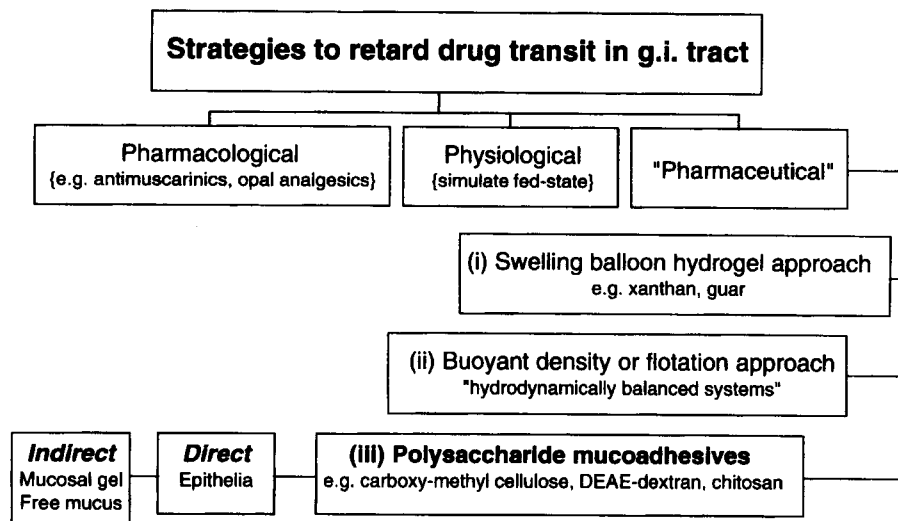 Strategies to retard drug transit in g.i. tract
Pharmacological
{e.g. antimuscarinics, opal analgesics}
Physiological
{simulate fed-state}
"Pharmaceutical"
(i) Swelling balloon hydrogel approach
e.g. xanthan, guar
(ii) Buoyant density or flotation approach
"hydrodynamically balanced systems"
Indirect
Mucosal gel
Free mucus
Direct
Epithelia
(iii) Polysaccharide mucoadhesives
e.g. carboxy-methyl cellulose, DEAE-dextran, chitosan